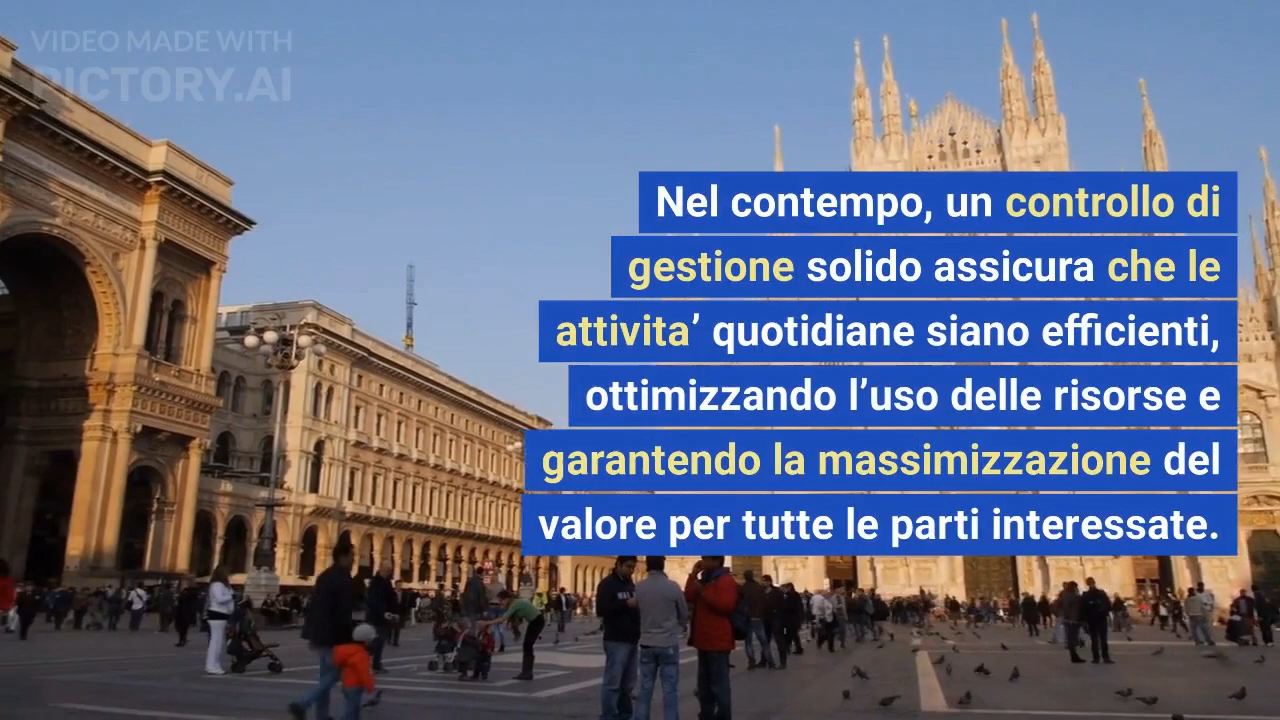 VIDEO MADE WITH
PICTORY.AI
Nel contempo, un controllo di
gestione solido assicura che le
attivita’ quotidiane siano efficienti,
ottimizzando l’uso delle risorse e
garantendo la massimizzazione del
valore per tutte le parti interessate.